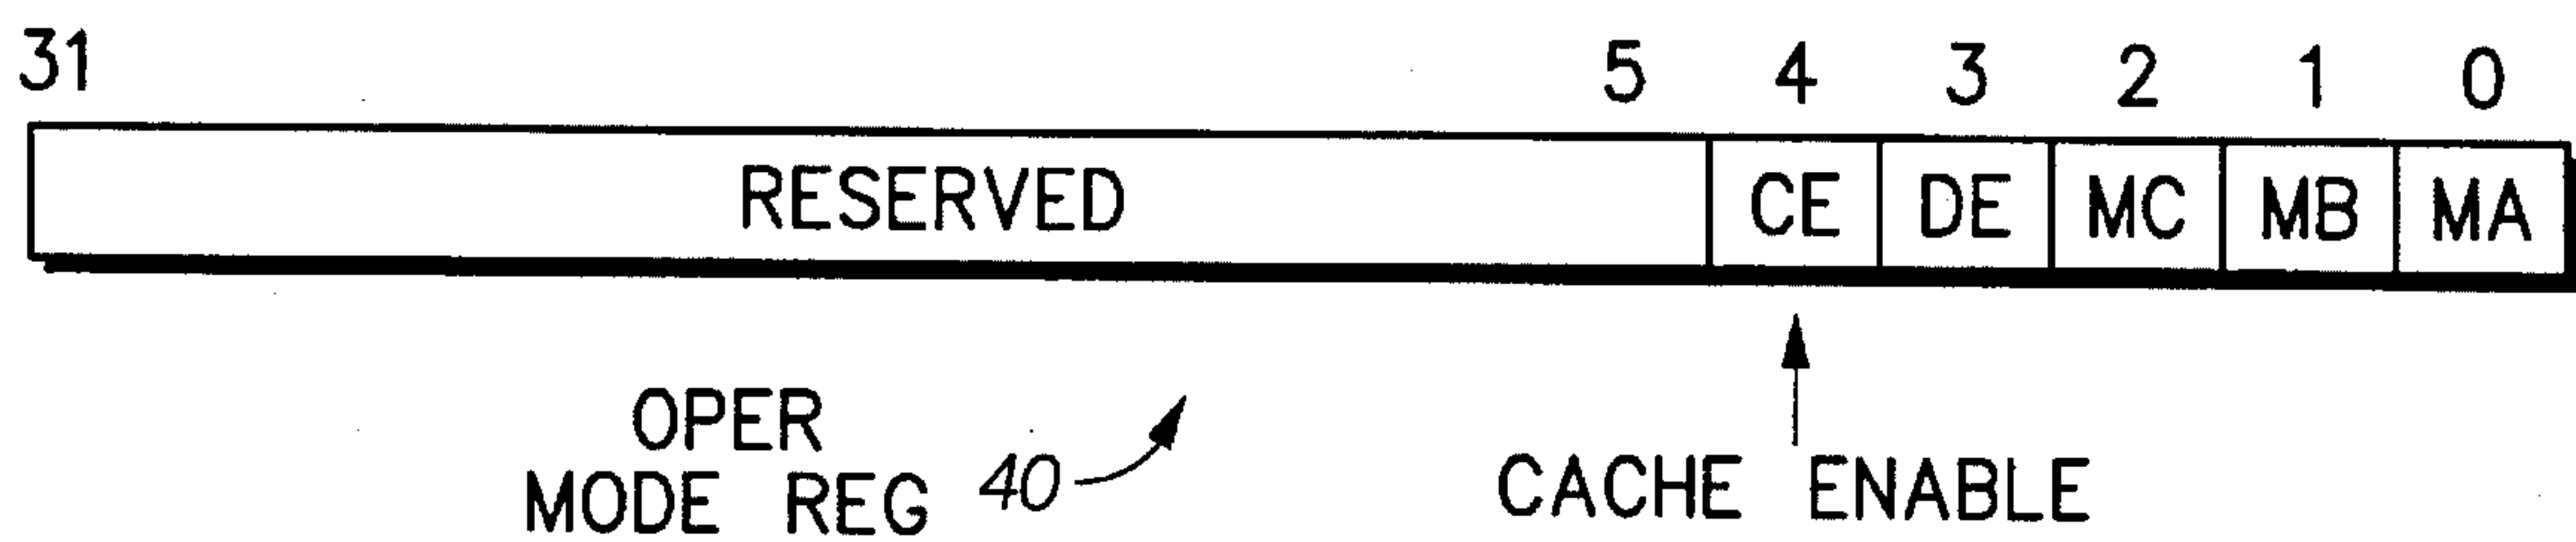 31 5 4 3 2 1 0
RESERVED CE DE MC MB MA
OPER
MODE REG 40
CACHE ENABLE